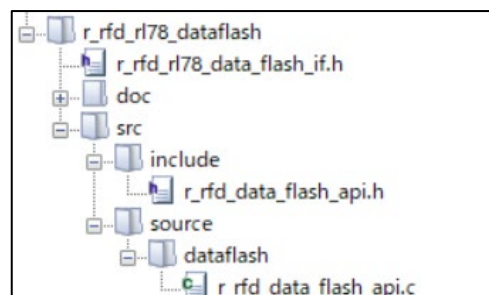 r_rfd_rl78_dataflash
r_rfd_rl78_data_flash_if.h
doc
src
include
r_rfd_data_flash_api.h
source
dataflash
r_rfd_data_flash_api.c